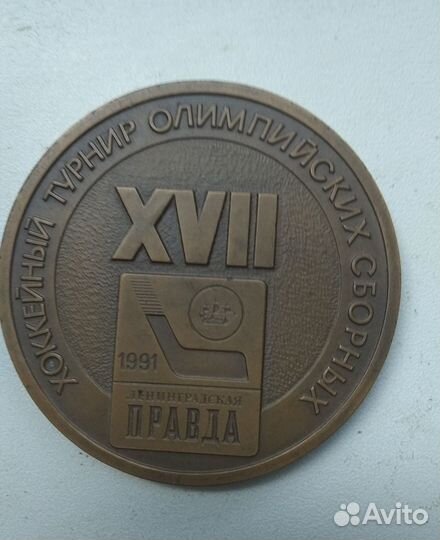 ХОККЕЙНЫЙ ТУРНИР ОЛИМПИЙСКИХ СБОРНЫХ
XVII
1991
ЛЕНИНГРАДСКАЯ
ПРАВДА
Avito